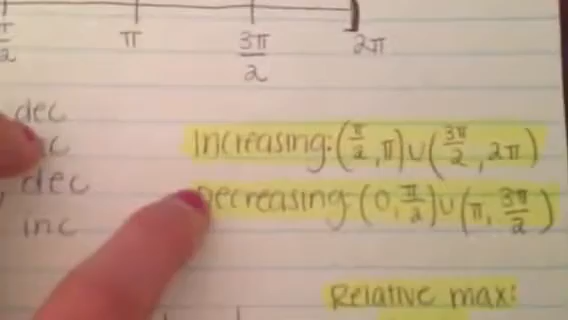 π/2 π 3π/2 2π
dec
Increasing: (π/2, π) ∪ (3π/2, 2π)
dec
Decreasing (0, π/2) ∪ (π, 3π/2)
inc
Relative max: